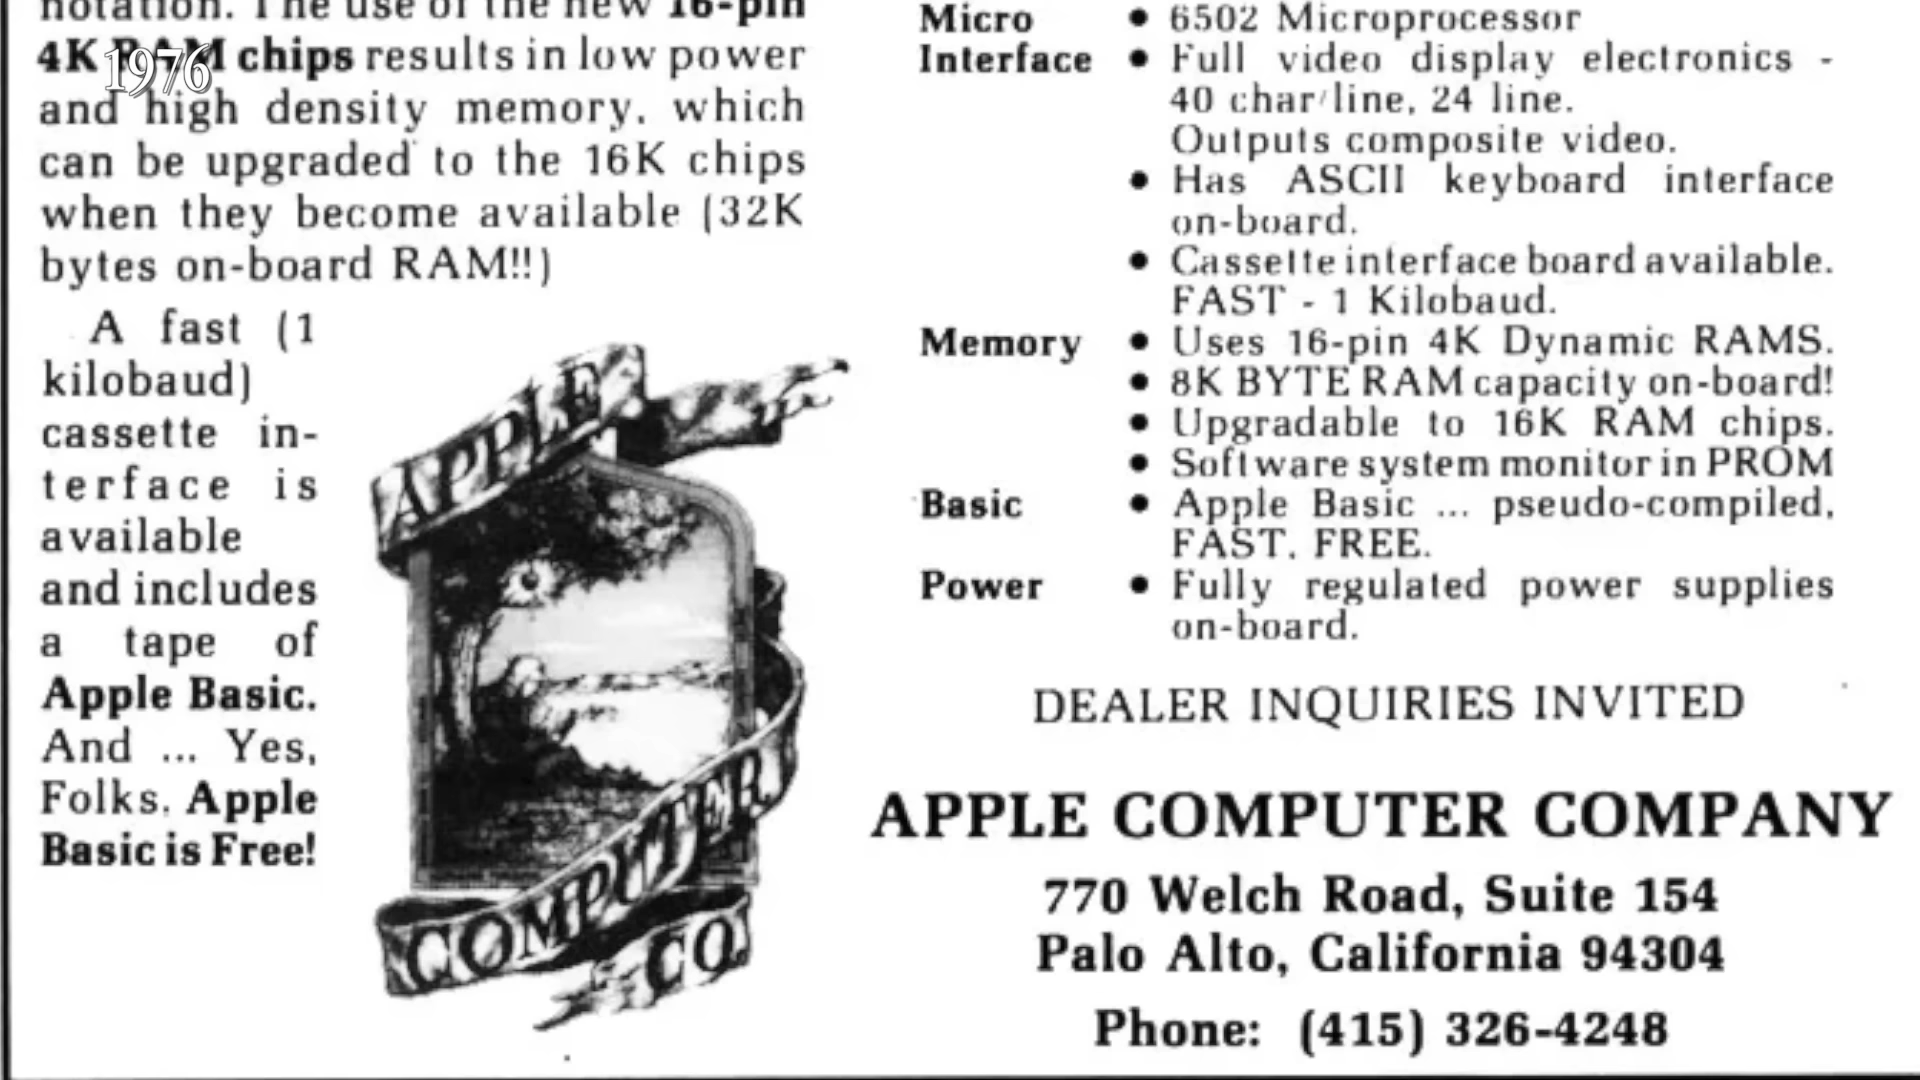 notation. The use of the new 16-pin
4K RAM chips results in low power
and high density memory, which
can be upgraded to the 16K chips
when they become available (32K
bytes on-board RAM!!)
A fast (1
kilobaud)
cassette in-
terface is
available
and includes
a tape of
Apple Basic.
And ... Yes,
Folks, Apple
Basic is Free!
1976
APPLE
COMPUTER
CO.
Micro • 6502 Microprocessor
Interface • Full video display electronics -
40 char/line, 24 line.
Outputs composite video.
• Has ASCII keyboard interface
on-board.
• Cassette interface board available.
FAST - 1 Kilobaud.
Memory • Uses 16-pin 4K Dynamic RAMS.
• 8K BYTE RAM capacity on-board!
• Upgradable to 16K RAM chips.
• Software system monitor in PROM
Basic • Apple Basic ... pseudo-compiled,
FAST, FREE.
Power • Fully regulated power supplies
on-board.
DEALER INQUIRIES INVITED
APPLE COMPUTER COMPANY
770 Welch Road, Suite 154
Palo Alto, California 94304
Phone: (415) 326-4248